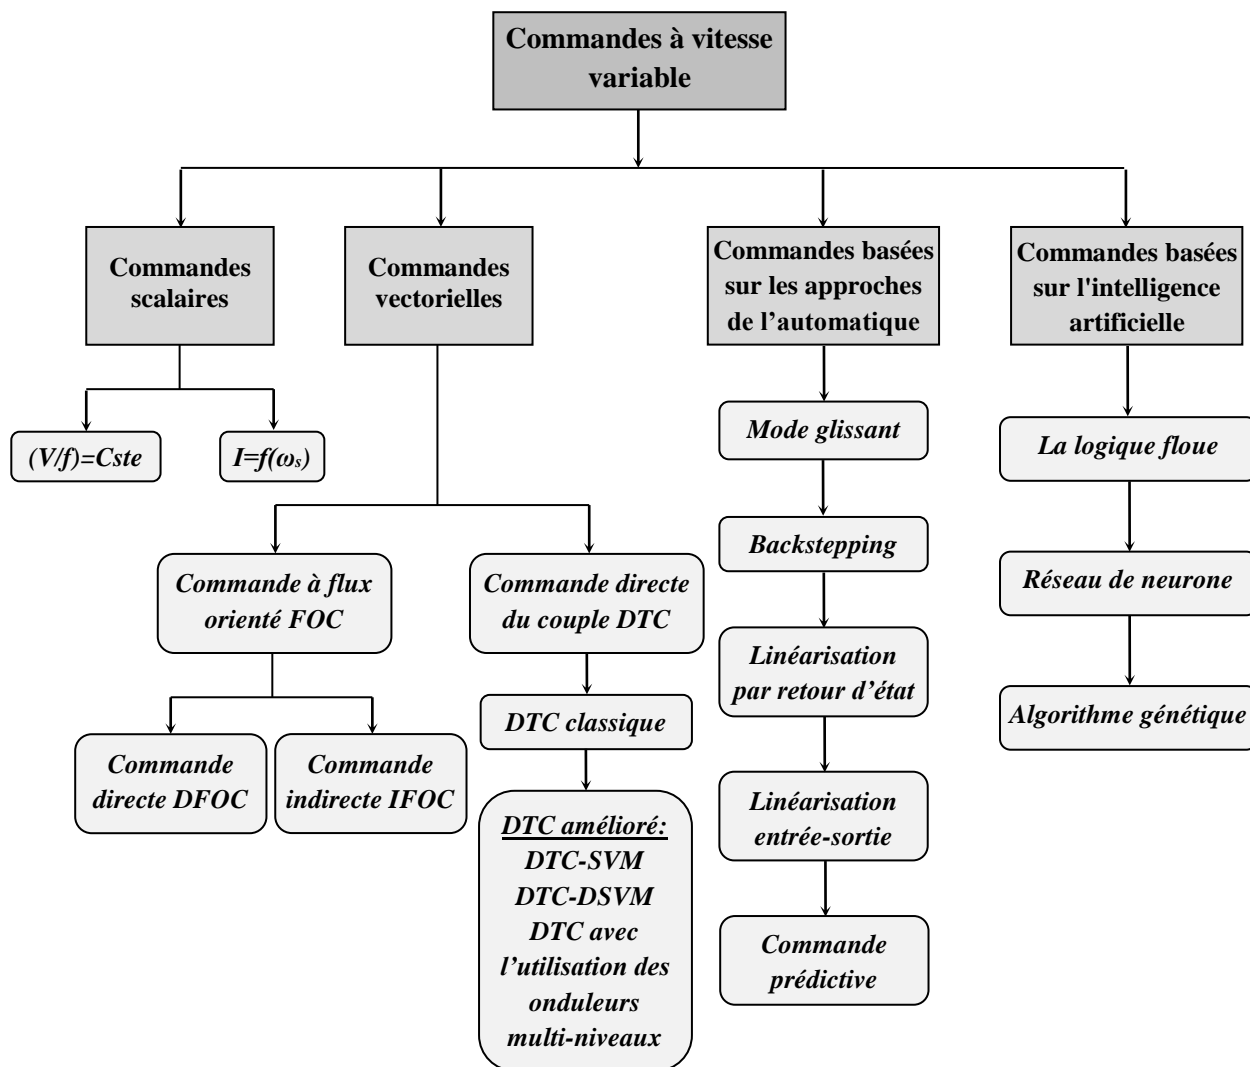 Commandes à vitesse
variable
Commandes
scalaires
Commandes
vectorielles
Commandes basées
sur les approches
de l’automatique
Commandes basées
sur l'intelligence
artificielle
(V/f)=Cste
I=f(ωs)
Mode glissant
La logique floue
Backstepping
Commande à flux
orienté FOC
Commande directe
du couple DTC
Réseau de neurone
Linéarisation
par retour d’état
DTC classique
Algorithme génétique
Commande
directe DFOC
Commande
indirecte IFOC
Linéarisation
entrée-sortie
DTC amélioré:
DTC-SVM
DTC-DSVM
DTC avec
l’utilisation des
onduleurs
multi-niveaux
Commande
prédictive